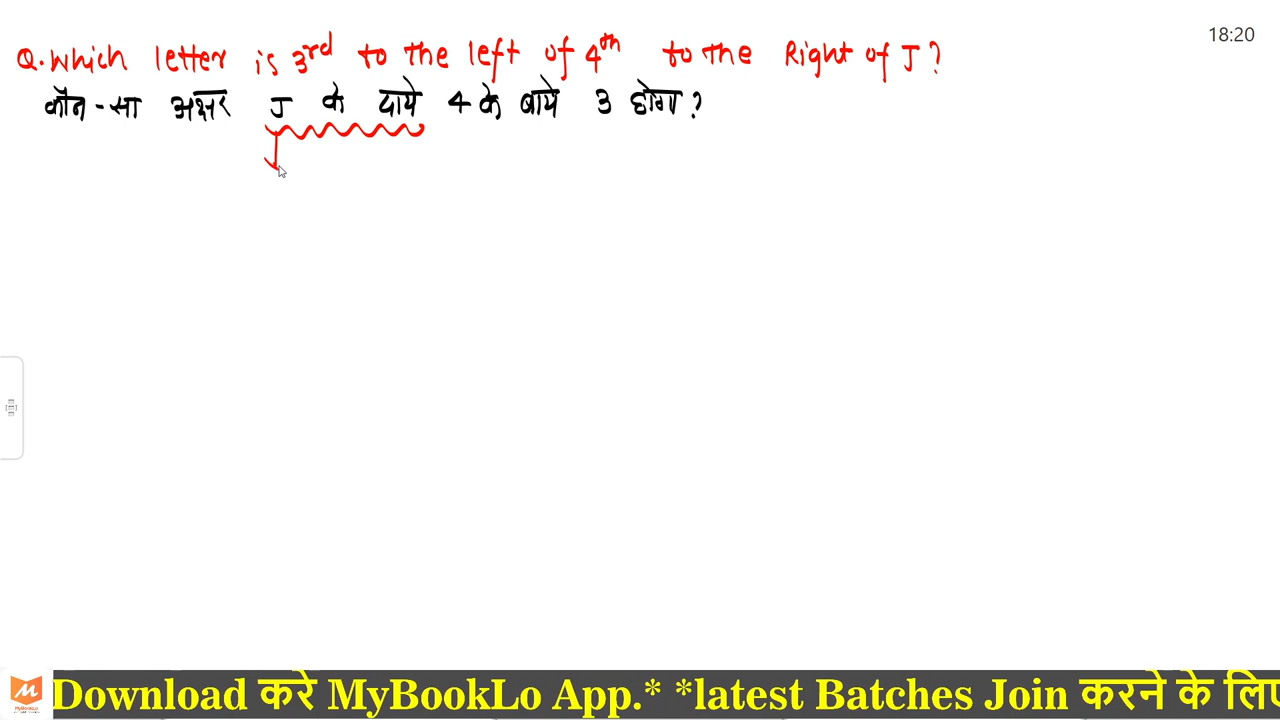 18:20
Q. Which letter is 3rd to the left of 4th to the Right of J?
कौन-सा अक्षर J के दाये 4 के बाये 3 होगा?
Download करे MyBookLo App.* *latest Batches Join करने के लिए
MyBookLo